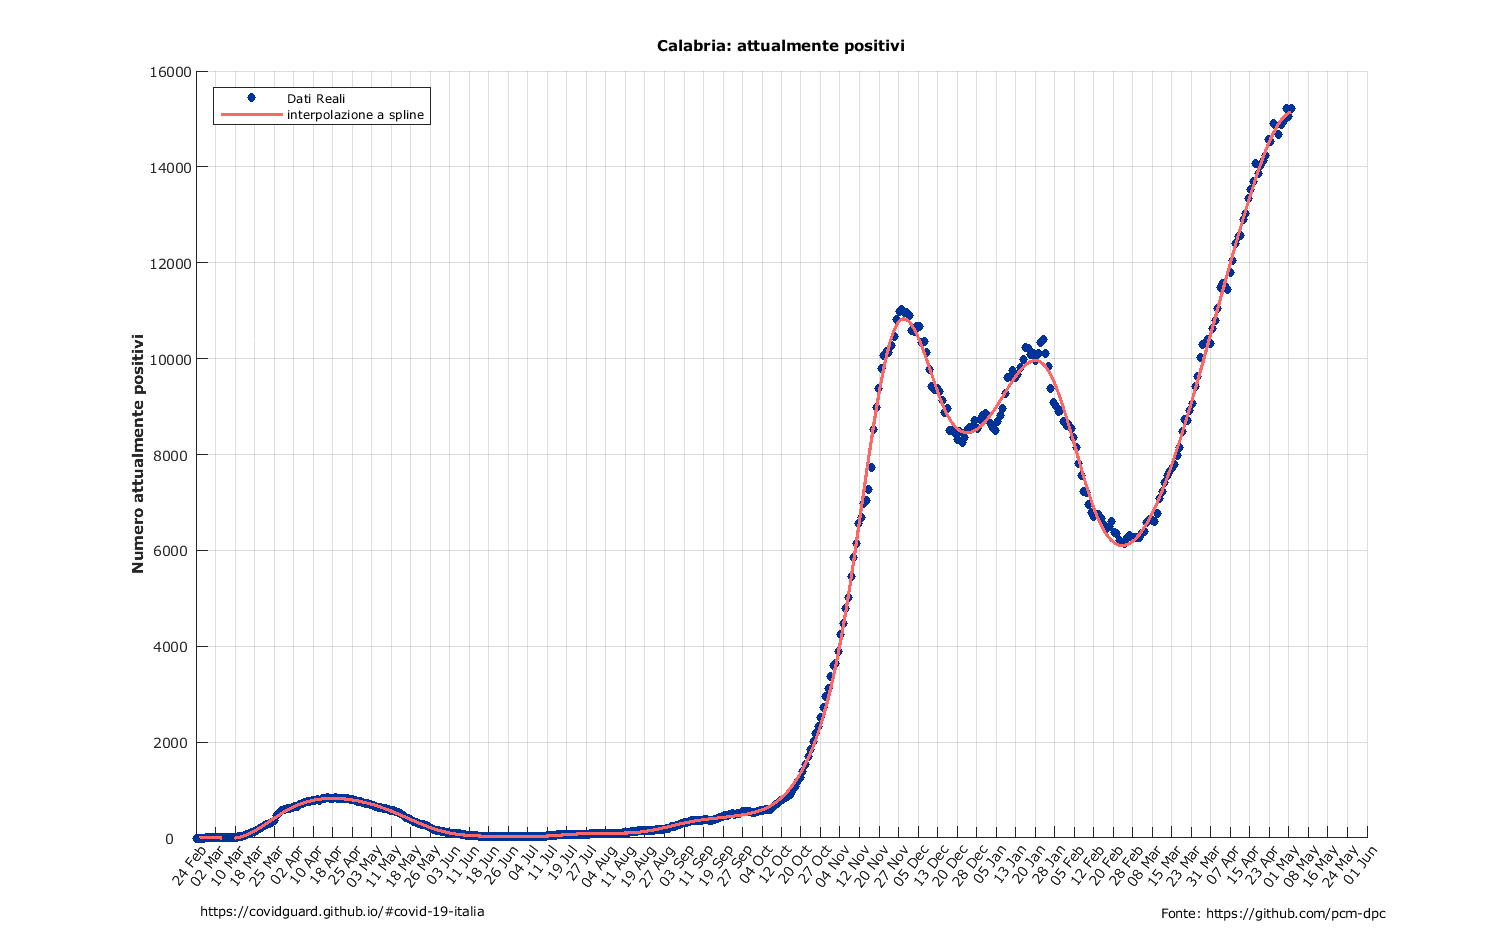 Calabria: attualmente positivi
16000
14000
12000
10000
8000
6000
4000
2000
0
Numero attualmente positivi
Dati Reali
interpolazione a spline
24 Feb
02 Mar
10 Mar
18 Mar
25 Mar
02 Apr
10 Apr
18 Apr
25 Apr
03 May
11 May
18 May
26 May
03 Jun
11 Jun
18 Jun
26 Jun
04 Jul
11 Jul
19 Jul
27 Jul
04 Aug
11 Aug
19 Aug
27 Aug
03 Sep
11 Sep
19 Sep
27 Sep
04 Oct
12 Oct
20 Oct
27 Oct
04 Nov
12 Nov
20 Nov
27 Nov
05 Dec
13 Dec
20 Dec
28 Dec
05 Jan
13 Jan
20 Jan
28 Jan
05 Feb
12 Feb
20 Feb
28 Feb
08 Mar
15 Mar
23 Mar
31 Mar
07 Apr
15 Apr
23 Apr
01 May
08 May
16 May
24 May
01 Jun
https://covidguard.github.io/#covid-19-italia
Fonte: https://github.com/pcm-dpc